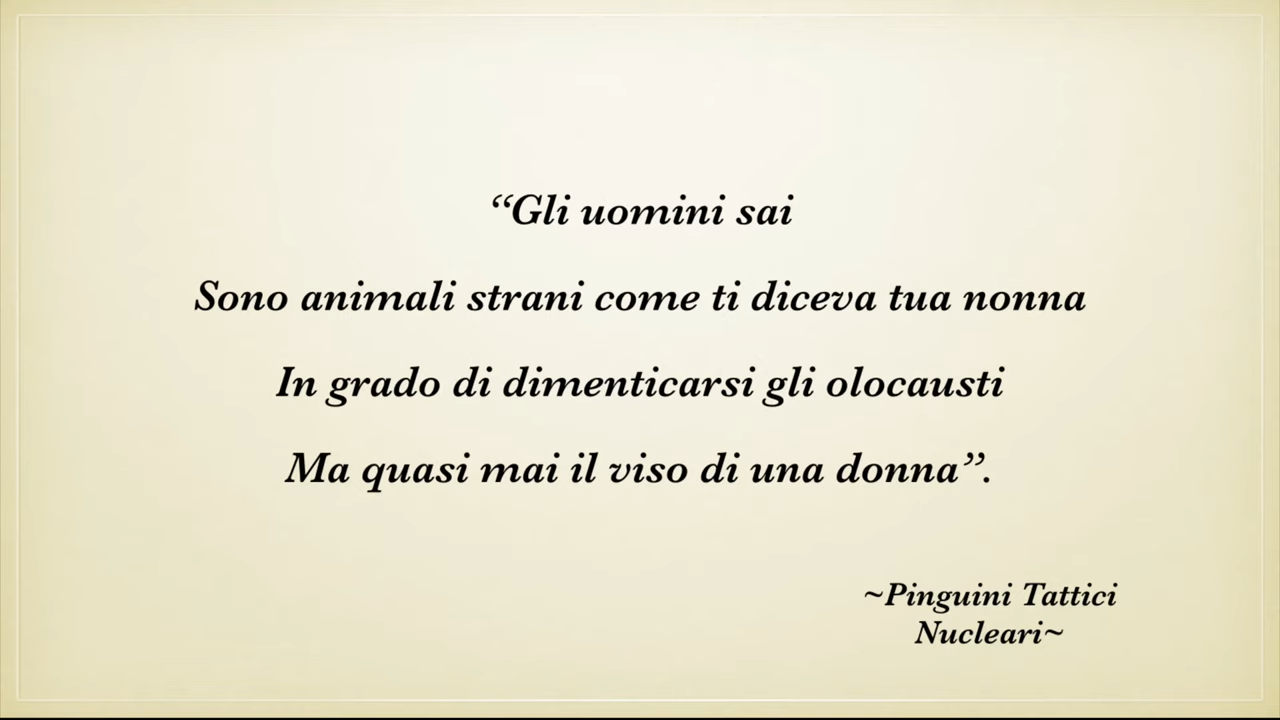 “Gli uomini sai
Sono animali strani come ti diceva tua nonna
In grado di dimenticarsi gli olocausti
Ma quasi mai il viso di una donna”.
~Pinguini Tattici
Nucleari~